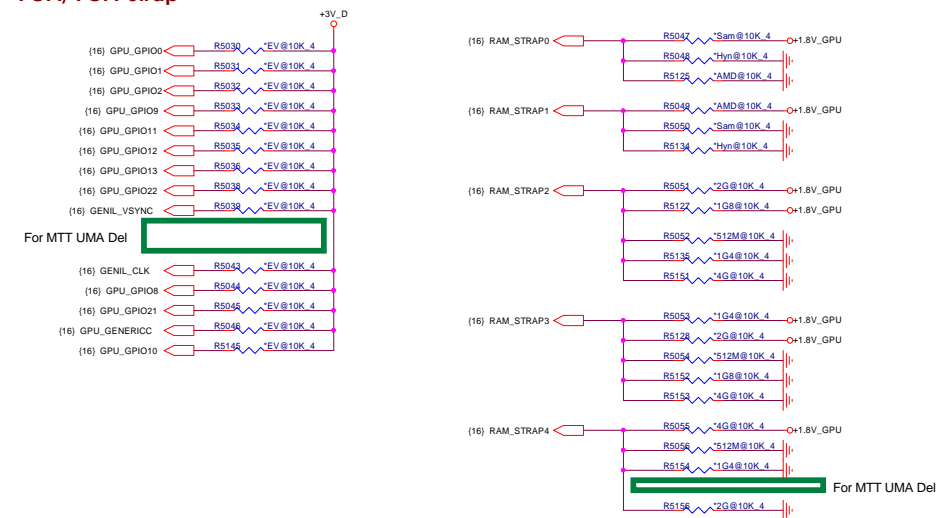 +3V_D
{16} GPU_GPIO0 R5030 *EV@10K_4
{16} GPU_GPIO1 R5031 *EV@10K_4
{16} GPU_GPIO2 R5032 *EV@10K_4
{16} GPU_GPIO9 R5033 *EV@10K_4
{16} GPU_GPIO11 R5034 *EV@10K_4
{16} GPU_GPIO12 R5035 *EV@10K_4
{16} GPU_GPIO13 R5036 *EV@10K_4
{16} GPU_GPIO22 R5038 *EV@10K_4
{16} GENIL_VSYNC R5039 *EV@10K_4
For MTT UMA Del
{16} GENIL_CLK R5043 *EV@10K_4
{16} GPU_GPIO8 R5044 *EV@10K_4
{16} GPU_GPIO21 R5045 *EV@10K_4
{16} GPU_GENERICC R5046 *EV@10K_4
{16} GPU_GPIO10 R5145 *EV@10K_4
{16} RAM_STRAP0 R5047 *Sam@10K_4 +1.8V_GPU
R5048 *Hyn@10K_4
R5125 *AMD@10K_4
{16} RAM_STRAP1 R5049 *AMD@10K_4 +1.8V_GPU
R5050 *Sam@10K_4
R5134 *Hyn@10K_4
{16} RAM_STRAP2 R5051 *2G@10K_4 +1.8V_GPU
R5127 *1G8@10K_4 +1.8V_GPU
R5052 *512M@10K_4
R5135 *1G4@10K_4
R5151 *4G@10K_4
{16} RAM_STRAP3 R5053 *1G4@10K_4 +1.8V_GPU
R5128 *2G@10K_4 +1.8V_GPU
R5054 *512M@10K_4
R5152 *1G8@10K_4
R5153 *4G@10K_4
{16} RAM_STRAP4 R5055 *4G@10K_4 +1.8V_GPU
R5056 *512M@10K_4
R5154 *1G4@10K_4
For MTT UMA Del
R5156 *2G@10K_4